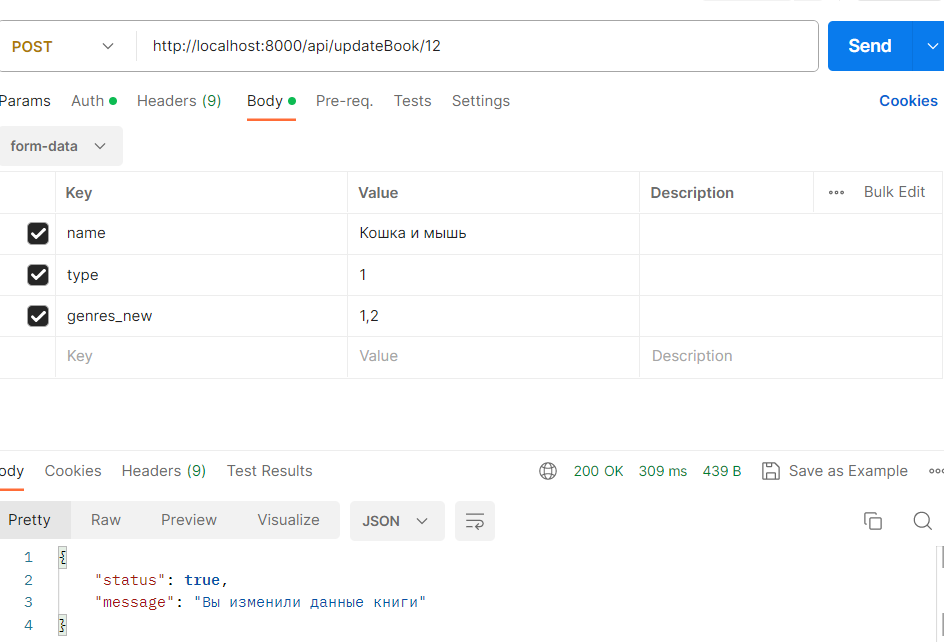 POST http://localhost:8000/api/updateBook/12 Send
Params Auth Headers (9) Body Pre-req. Tests Settings Cookies
form-data
Key Value Description Bulk Edit
name Кошка и мышь
type 1
genres_new 1,2
Key Value Description
ody Cookies Headers (9) Test Results 200 OK 309 ms 439 B Save as Example
Pretty Raw Preview Visualize JSON
1 {
2 "status": true,
3 "message": "Вы изменили данные книги"
4 }